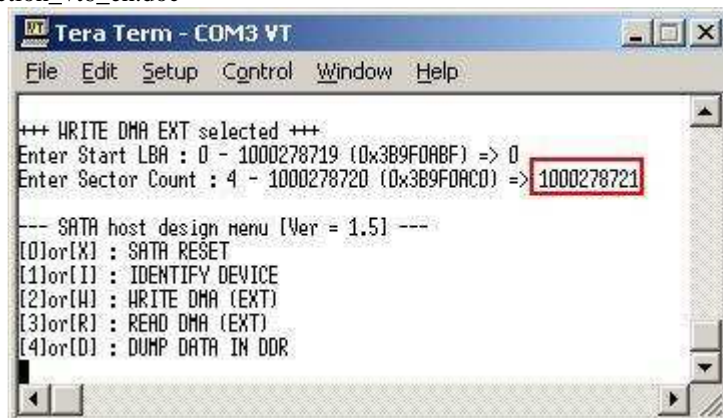 Tera Term - COM3 VT
File Edit Setup Control Window Help
+++ WRITE DMA EXT selected +++
Enter Start LBA : 0 - 1000278719 (0x3B9F0ABF) => 0
Enter Sector Count : 4 - 1000278720 (0x3B9F0AC0) => 1000278721
--- SATA host design menu [Ver = 1.5] ---
[0]or[X] : SATA RESET
[1]or[I] : IDENTIFY DEVICE
[2]or[W] : WRITE DMA (EXT)
[3]or[R] : READ DMA (EXT)
[4]or[D] : DUMP DATA IN DDR